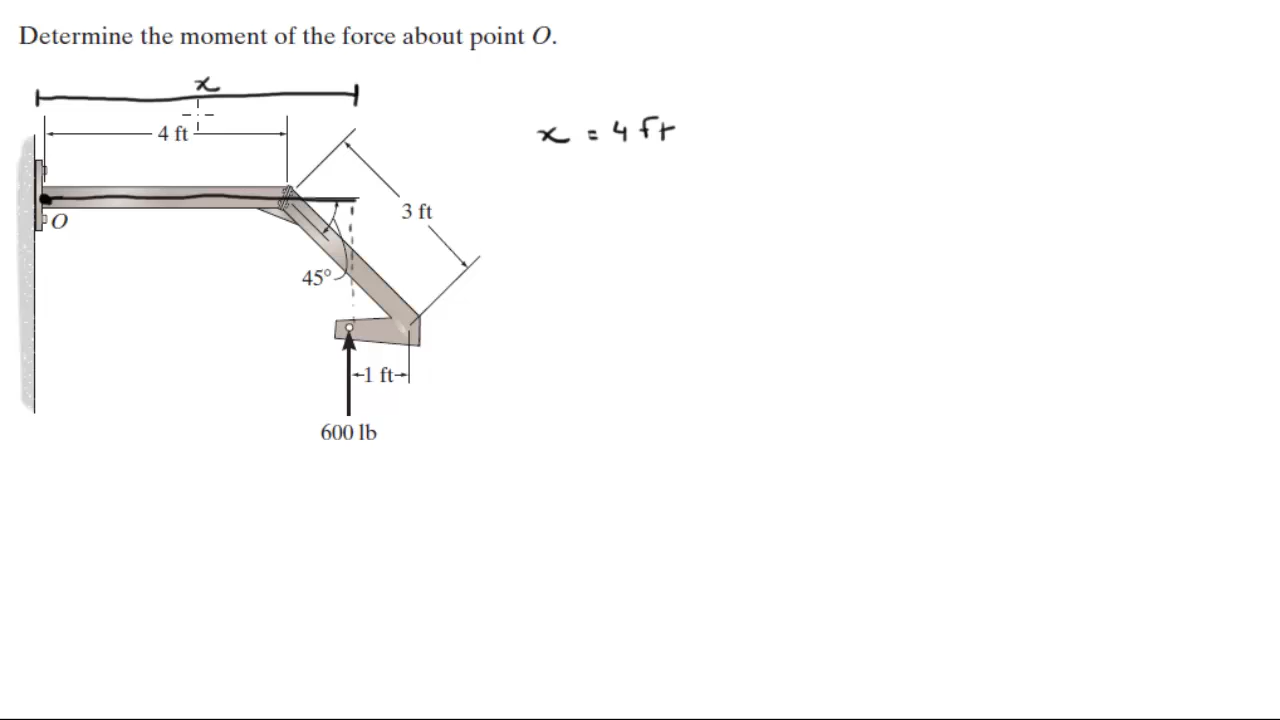 Determine the moment of the force about point O.
x
4 ft
x = 4 ft
3 ft
O
45°
1 ft
600 lb